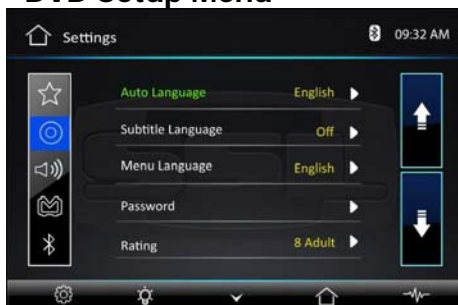 DVD Setup Menu
Settings 09:32 AM
Auto Language English
Subtitle Language Off
Menu Language English
Password
Rating 8 Adult